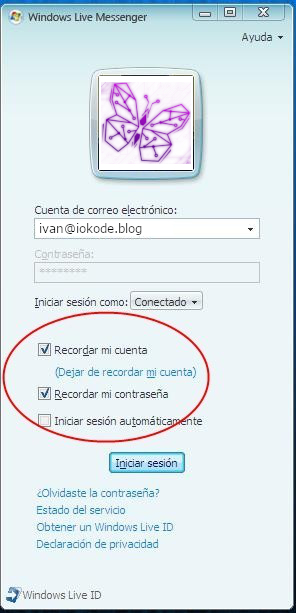 Windows Live Messenger
Ayuda
Cuenta de correo electrónico:
ivan@iokode.blog
Contraseña:
********
Iniciar sesión como: Conectado
Recordar mi cuenta
(Dejar de recordar mi cuenta)
Recordar mi contraseña
Iniciar sesión automáticamente
Iniciar sesión
¿Olvidaste la contraseña?
Estado del servicio
Obtener un Windows Live ID
Declaración de privacidad
Windows Live ID